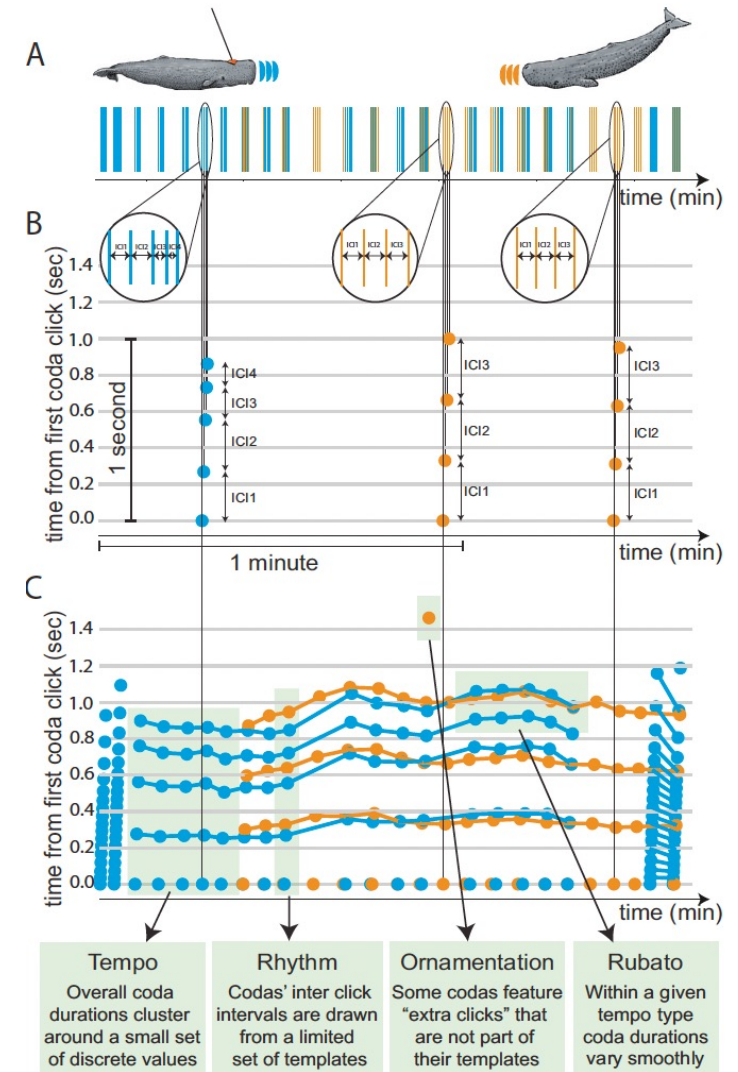 A
time (min)
B
ICI1 ICI2 ICI3 ICI4
ICI1 ICI2 ICI3
ICI1 ICI2 ICI3
time from first coda click (sec)
1.4
1.2
1.0
0.8
0.6
0.4
0.2
0.0
1 second
ICI4
ICI3
ICI2
ICI1
ICI3
ICI2
ICI1
ICI3
ICI2
ICI1
time (min)
1 minute
C
time from first coda click (sec)
1.4
1.2
1.0
0.8
0.6
0.4
0.2
0.0
time (min)
Tempo
Overall coda
durations cluster
around a small set
of discrete values
Rhythm
Codas' inter click
intervals are drawn
from a limited
set of templates
Ornamentation
Some codas feature
"extra clicks" that
are not part of
their templates
Rubato
Within a given
tempo type
coda durations
vary smoothly